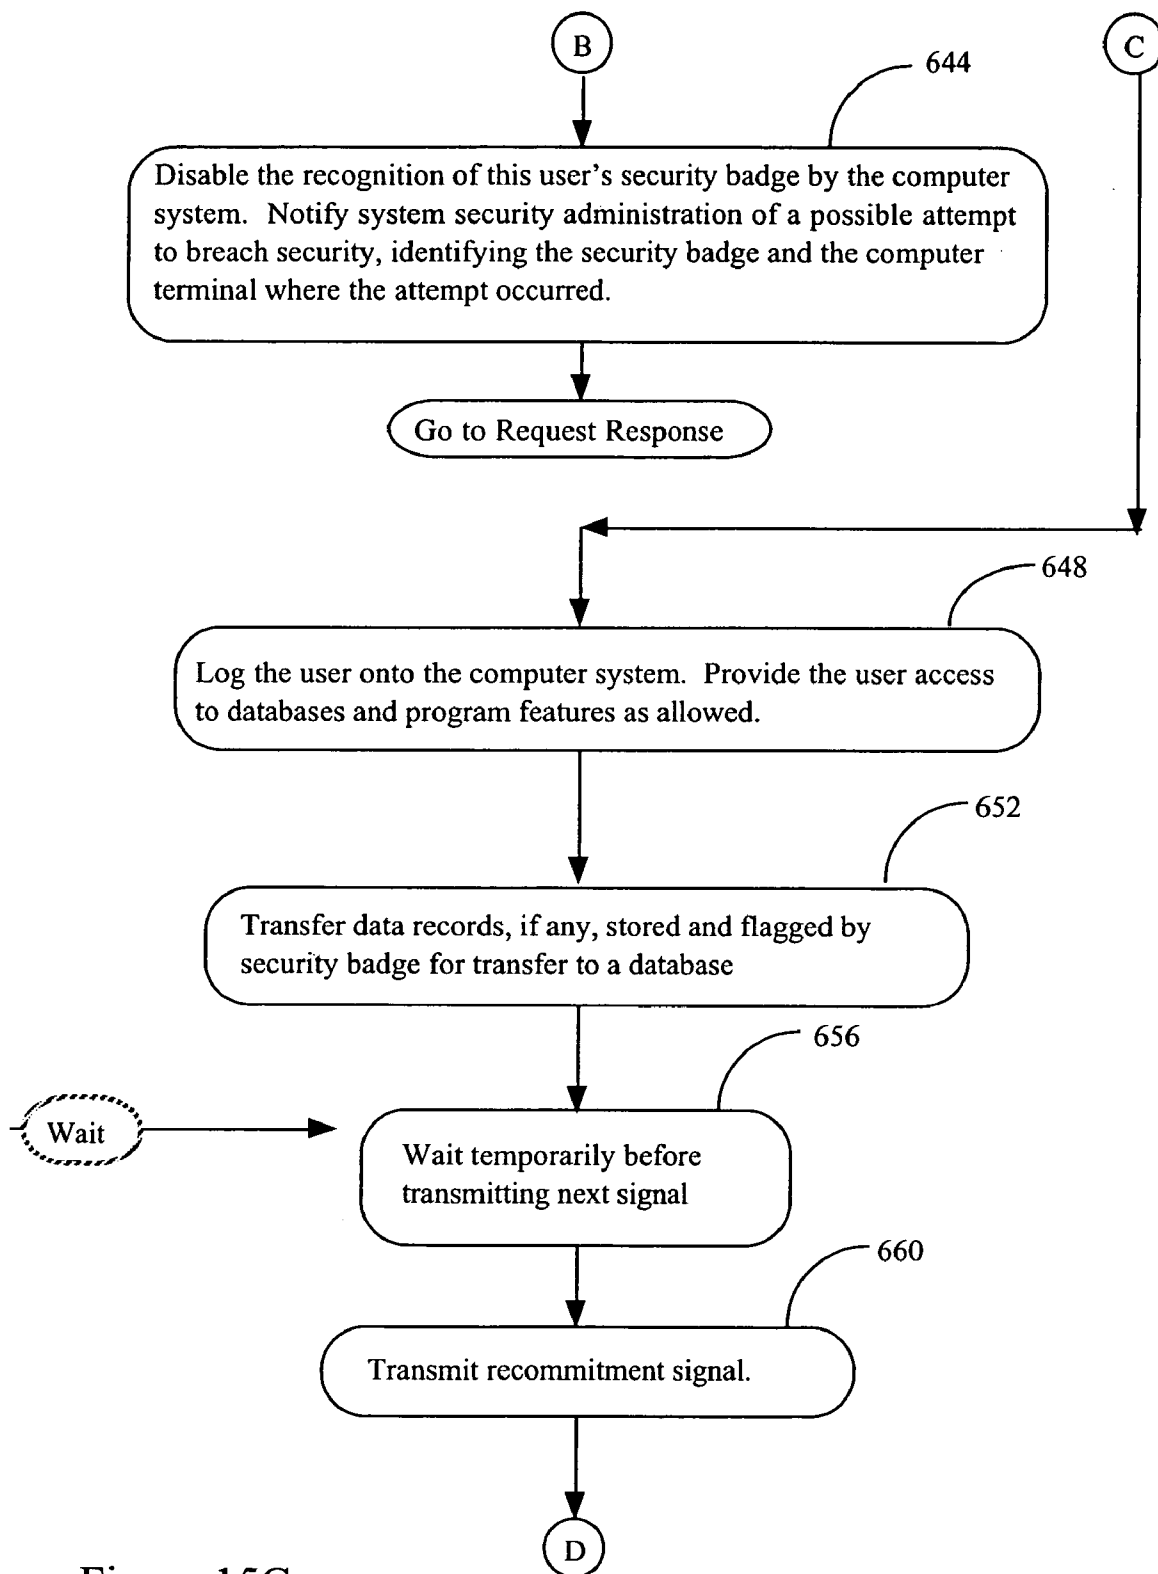 B
C
644
Disable the recognition of this user's security badge by the computer
system. Notify system security administration of a possible attempt
to breach security, identifying the security badge and the computer
terminal where the attempt occurred.
Go to Request Response
648
Log the user onto the computer system. Provide the user access
to databases and program features as allowed.
652
Transfer data records, if any, stored and flagged by
security badge for transfer to a database
656
Wait
Wait temporarily before
transmitting next signal
660
Transmit recommitment signal.
D
Figure 15C